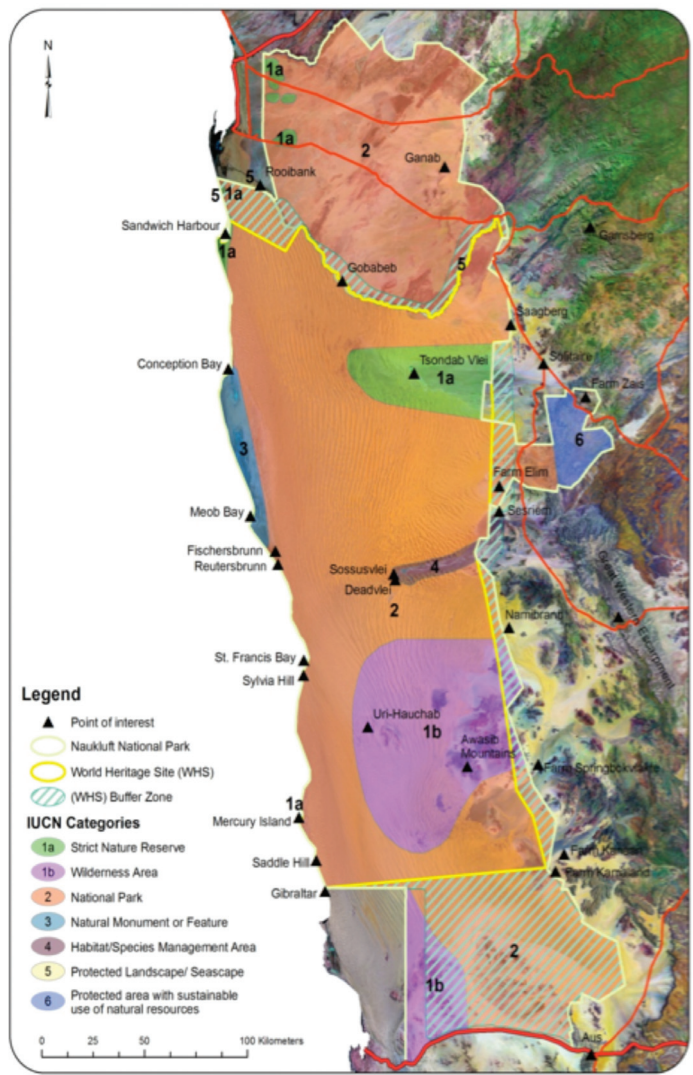 N
1a
1a
2
Ganab
5
Rooibank
5
1a
Sandwich Harbour
Gamsberg
1a
5
Gobabeb
Saagberg
Conception Bay
Tsondab Vlei
1a
Solitaire
Farm Zais
3
6
Farm Elim
Meob Bay
Sesriem
Fischersbrunn
Reutersbrunn
Sossusvlei
4
Deadvlei
2
Great Western Escarpment
Namibrand
St. Francis Bay
Sylvia Hill
Uri-Hauchab
1b
Awasib
Mountains
1a
Mercury Island
Saddle Hill
Farm Kamaland
Gibraltar
2
1b
Aus
Legend
Point of interest
Naukluft National Park
World Heritage Site (WHS)
(WHS) Buffer Zone
IUCN Categories
1a Strict Nature Reserve
1b Wilderness Area
2 National Park
3 Natural Monument or Feature
4 Habitat/Species Management Area
5 Protected Landscape/ Seascape
6 Protected area with sustainable
use of natural resources
0 25 50 100 Kilometers